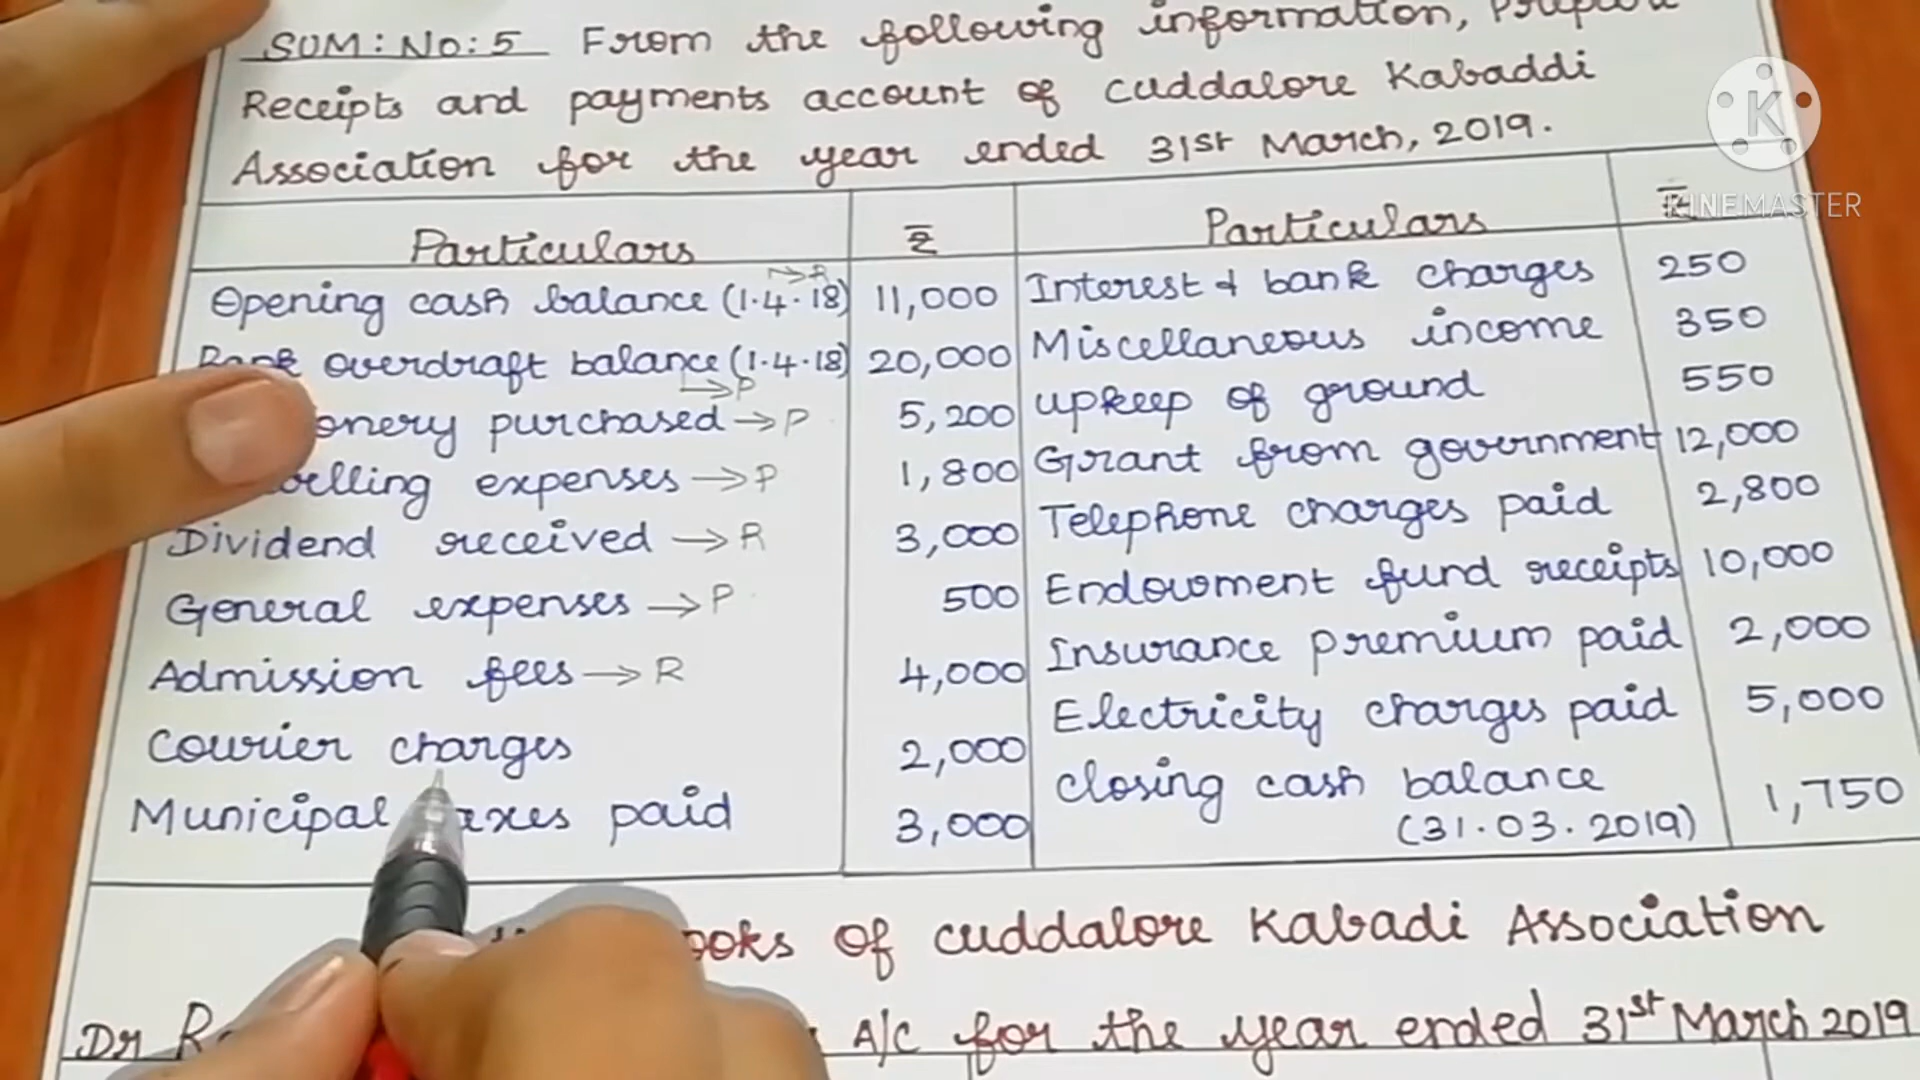 SUM: No: 5 From the following information,
Receipts and payments account of Cuddalore Kabaddi
Association for the year ended 31st March, 2019.
Particulars ₹ Particulars ₹
→R
Opening cash balance (1.4.18) 11,000 Interest & bank charges 250
overdraft balance (1.4.18) 20,000 Miscellaneous income 350
→P
purchased →P 5,200 upkeep of ground 550
expenses →P 1,800 Grant from government 12,000
Dividend received →R 3,000 Telephone charges paid 2,800
General expenses →P 500 Endowment fund receipts 10,000
Admission fees →R 4,000 Insurance premium paid 2,000
Courier charges 2,000 Electricity charges paid 5,000
Municipal paid 3,000 closing cash balance 1,750
(31.03.2019)
of cuddalore Kabadi Association
Dr A/C for the year ended 31st March 2019
K
KINEMASTER